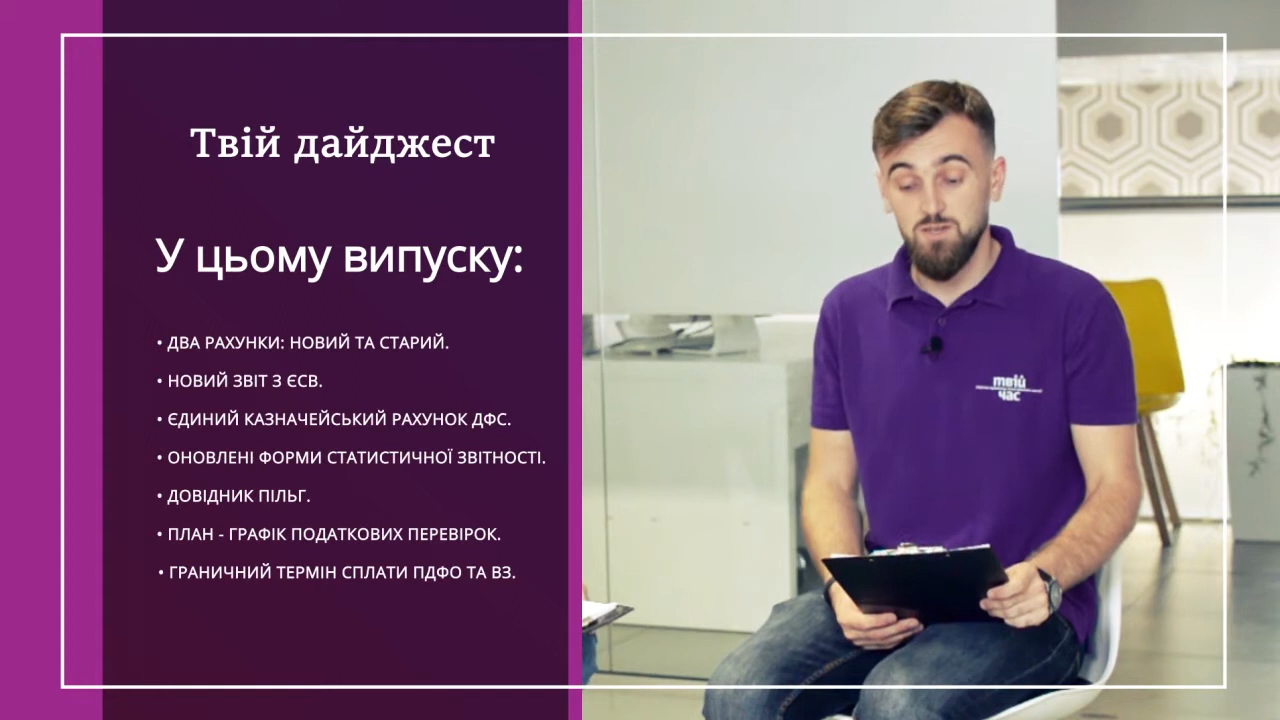 Твій дайджест
У цьому випуску:
• ДВА РАХУНКИ: НОВИЙ ТА СТАРИЙ.
• НОВИЙ ЗВІТ З ЄСВ.
• ЄДИНИЙ КАЗНАЧЕЙСЬКИЙ РАХУНОК ДФС.
• ОНОВЛЕНІ ФОРМИ СТАТИСТИЧНОЇ ЗВІТНОСТІ.
• ДОВІДНИК ПІЛЬГ.
• ПЛАН - ГРАФІК ПОДАТКОВИХ ПЕРЕВІРОК.
• ГРАНИЧНИЙ ТЕРМІН СПЛАТИ ПДФО ТА ВЗ.
твій
час